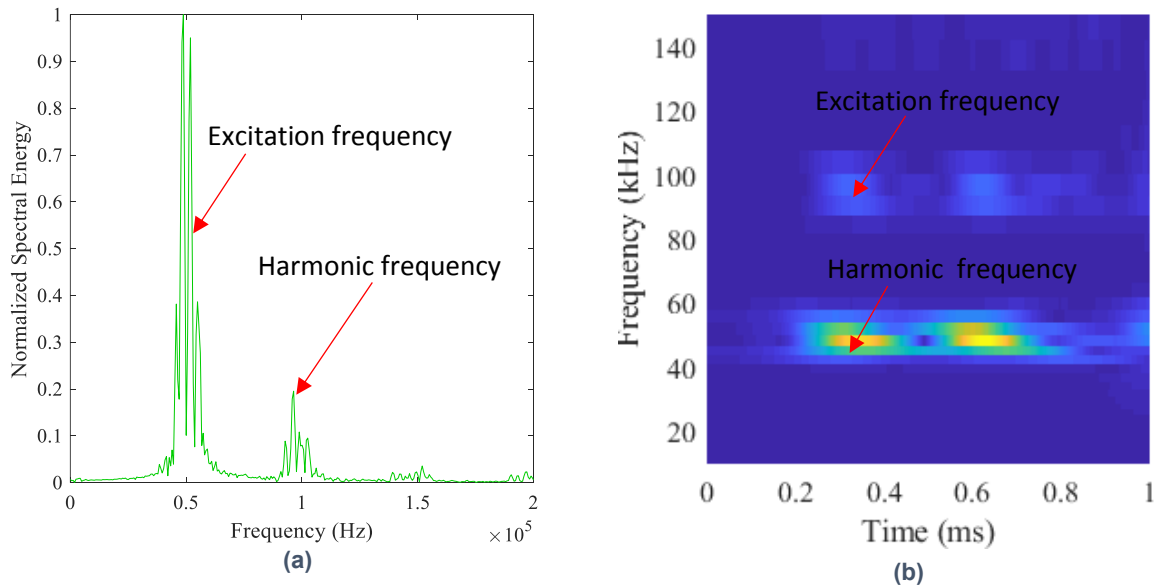 1
0.9
0.8
0.7
0.6
0.5
0.4
0.3
0.2
0.1
0
Normalized Spectral Energy
Excitation frequency
Harmonic frequency
0 0.5 1 1.5 2
Frequency (Hz) ×10^5
(a)
140
120
100
80
60
40
20
Frequency (kHz)
Excitation frequency
Harmonic frequency
0 0.2 0.4 0.6 0.8 1
Time (ms)
(b)